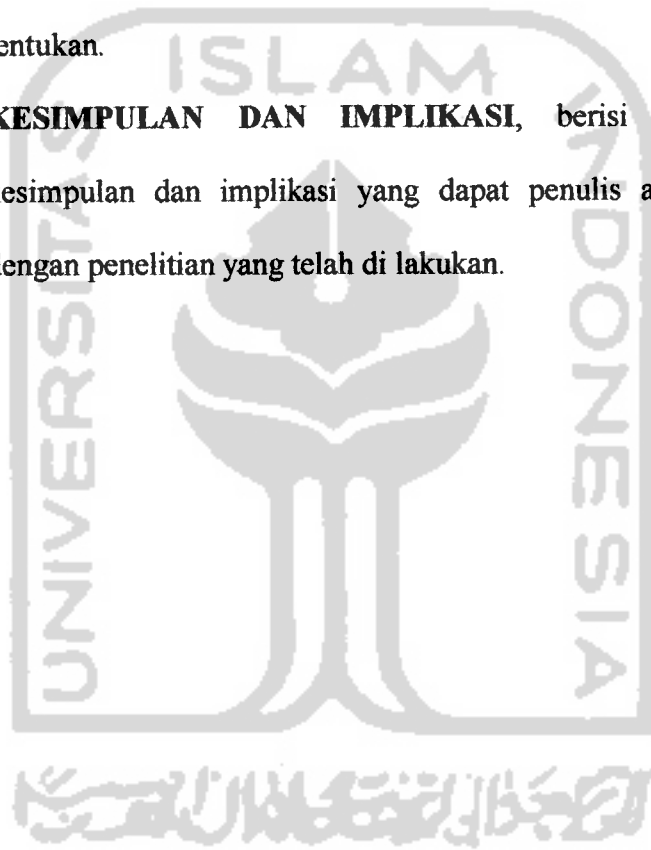 entukan.
KESIMPULAN DAN IMPLIKASI, berisi
esimpulan dan implikasi yang dapat penulis a
dengan penelitian yang telah di lakukan.
ISLAM
UNIVERSITAS
INDONESIA